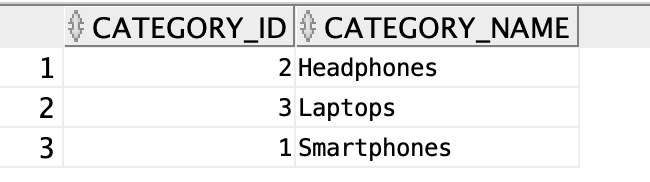 CATEGORY_ID CATEGORY_NAME
1 2 Headphones
2 3 Laptops
3 1 Smartphones